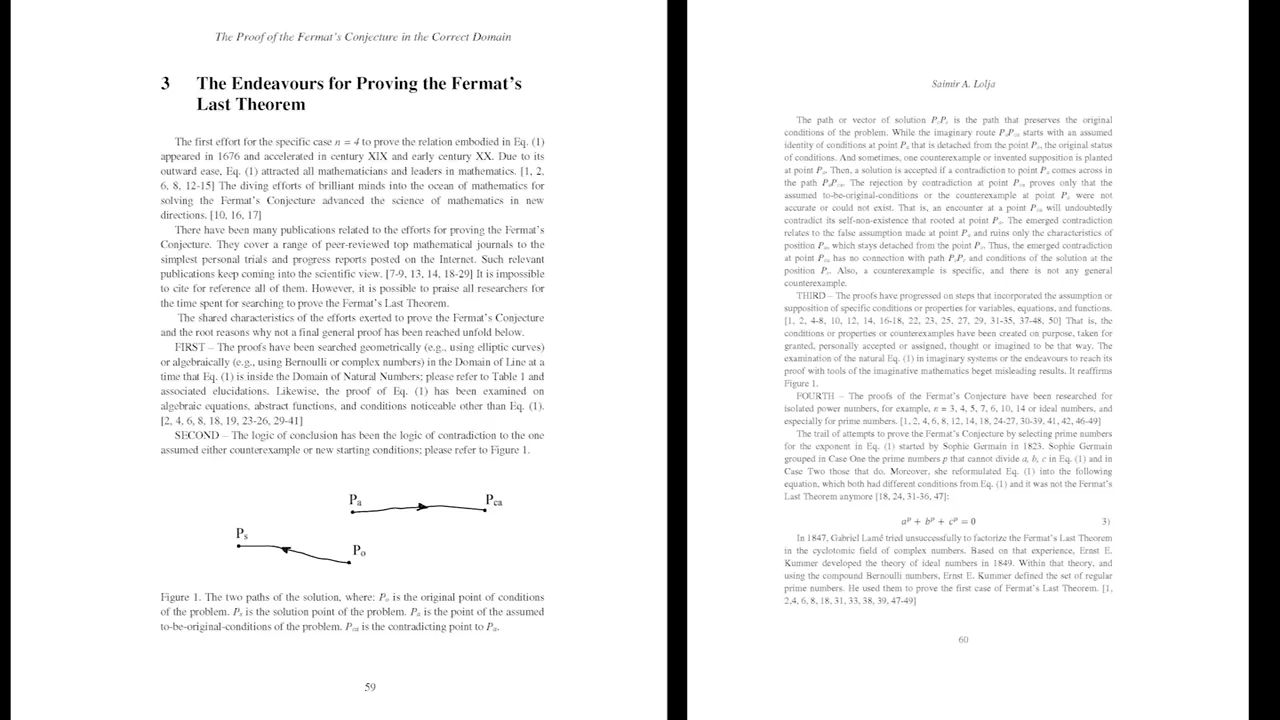 The Proof of the Fermat's Conjecture in the Correct Domain
3 The Endeavours for Proving the Fermat's
Last Theorem
The first effort for the specific case n = 4 to prove the relation embodied in Eq. (1)
appeared in 1676 and accelerated in century XIX and early century XX. Due to its
outward ease, Eq. (1) attracted all mathematicians and leaders in mathematics. [1, 2,
6, 8, 12-15] The diving efforts of brilliant minds into the ocean of mathematics for
solving the Fermat's Conjecture advanced the science of mathematics in new
directions. [10, 16, 17]
There have been many publications related to the efforts for proving the Fermat's
Conjecture. They cover a range of peer-reviewed top mathematical journals to the
simplest personal trials and progress reports posted on the Internet. Such relevant
publications keep coming into the scientific view. [7-9, 13, 14, 18-29] It is impossible
to cite for reference all of them. However, it is possible to praise all researchers for
the time spent for searching to prove the Fermat's Last Theorem.
The shared characteristics of the efforts exerted to prove the Fermat's Conjecture
and the root reasons why not a final general proof has been reached unfold below.
FIRST – The proofs have been searched geometrically (e.g., using elliptic curves)
or algebraically (e.g., using Bernoulli or complex numbers) in the Domain of Line at a
time that Eq. (1) is inside the Domain of Natural Numbers; please refer to Table 1 and
associated elucidations. Likewise, the proof of Eq. (1) has been examined on
algebraic equations, abstract functions, and conditions noticeable other than Eq. (1).
[2, 4, 6, 8, 18, 19, 23-26, 29-41]
SECOND – The logic of conclusion has been the logic of contradiction to the one
assumed either counterexample or new starting conditions; please refer to Figure 1.
Pa
Pca
Ps
Po
Figure 1. The two paths of the solution, where: Po is the original point of conditions
of the problem. Ps is the solution point of the problem. Pa is the point of the assumed
to-be-original-conditions of the problem. Pca is the contradicting point to Pa.
59
Saimir A. Lolja
The path or vector of solution PoPs is the path that preserves the original
conditions of the problem. While the imaginary route PaPca starts with an assumed
identity of conditions at point Pa that is detached from the point Po, the original status
of conditions. And sometimes, one counterexample or invented supposition is planted
at point Pa. Then, a solution is accepted if a contradiction to point Pa comes across in
the path PaPca. The rejection by contradiction at point Pca proves only that the
assumed to-be-original-conditions or the counterexample at point Pa were not
accurate or could not exist. That is, an encounter at a point Pca will undoubtedly
contradict its self-non-existence that rooted at point Pa. The emerged contradiction
relates to the false assumption made at point Pa and ruins only the characteristics of
position Pa, which stays detached from the point Po. Thus, the emerged contradiction
at point Pca has no connection with path PoPs and conditions of the solution at the
position Ps. Also, a counterexample is specific, and there is not any general
counterexample.
THIRD – The proofs have progressed on steps that incorporated the assumption or
supposition of specific conditions or properties for variables, equations, and functions.
[1, 2, 4-8, 10, 12, 14, 16-18, 22, 23, 25, 27, 29, 31-35, 37-48, 50] That is, the
conditions or properties or counterexamples have been created on purpose, taken for
granted, personally accepted or assigned, thought or imagined to be that way. The
examination of the natural Eq. (1) in imaginary systems or the endeavours to reach its
proof with tools of the imaginative mathematics beget misleading results. It reaffirms
Figure 1.
FOURTH – The proofs of the Fermat's Conjecture have been researched for
isolated power numbers, for example, n = 3, 4, 5, 7, 6, 10, 14 or ideal numbers, and
especially for prime numbers. [1, 2, 4, 6, 8, 12, 14, 18, 24-27, 30-39, 41, 42, 46-49]
The trail of attempts to prove the Fermat's Conjecture by selecting prime numbers
for the exponent in Eq. (1) started by Sophie Germain in 1823. Sophie Germain
grouped in Case One the prime numbers p that cannot divide a, b, c in Eq. (1) and in
Case Two those that do. Moreover, she reformulated Eq. (1) into the following
equation, which both had different conditions from Eq. (1) and it was not the Fermat's
Last Theorem anymore [18, 24, 31-36, 47]:
a^p + b^p + c^p = 0 3)
In 1847, Gabriel Lamé tried unsuccessfully to factorize the Fermat's Last Theorem
in the cyclotomic field of complex numbers. Based on that experience, Ernst E.
Kummer developed the theory of ideal numbers in 1849. Within that theory, and
using the compound Bernoulli numbers, Ernst E. Kummer defined the set of regular
prime numbers. He used them to prove the first case of Fermat's Last Theorem. [1,
2,4, 6, 8, 18, 31, 33, 38, 39, 47-49]
60